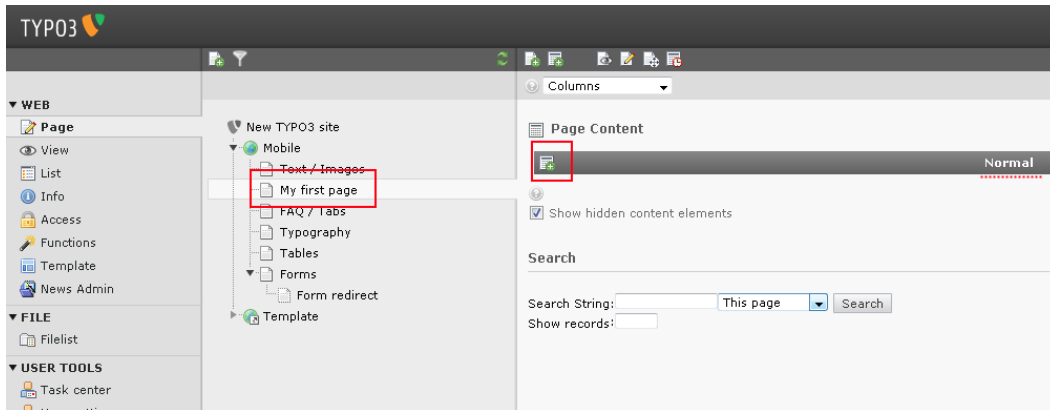 TYPO3
Columns
WEB
Page
View
List
Info
Access
Functions
Template
News Admin
FILE
Filelist
USER TOOLS
Task center
New TYPO3 site
Mobile
Text / Images
My first page
FAQ / Tabs
Typography
Tables
Forms
Form redirect
Template
Page Content
Normal
Show hidden content elements
Search
Search String: This page Search
Show records: